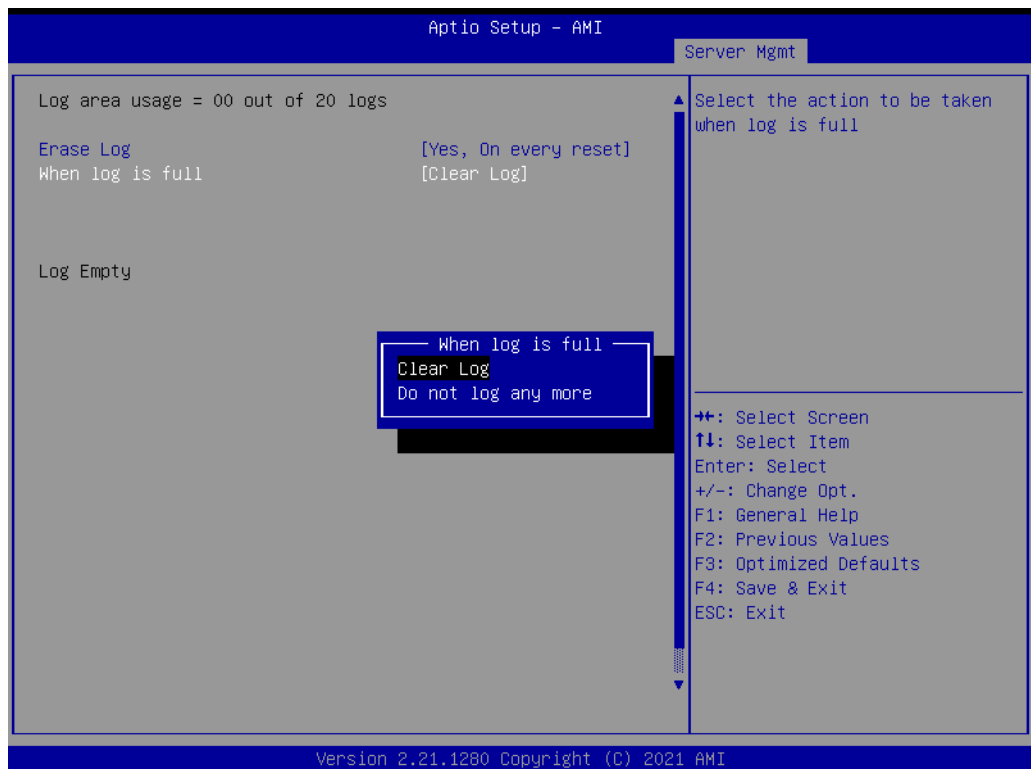 Aptio Setup – AMI
Server Mgmt
Log area usage = 00 out of 20 logs
Erase Log [Yes, On every reset]
When log is full [Clear Log]
Log Empty
When log is full
Clear Log
Do not log any more
Select the action to be taken
when log is full
→←: Select Screen
↑↓: Select Item
Enter: Select
+/-: Change Opt.
F1: General Help
F2: Previous Values
F3: Optimized Defaults
F4: Save & Exit
ESC: Exit
Version 2.21.1280 Copyright (C) 2021 AMI